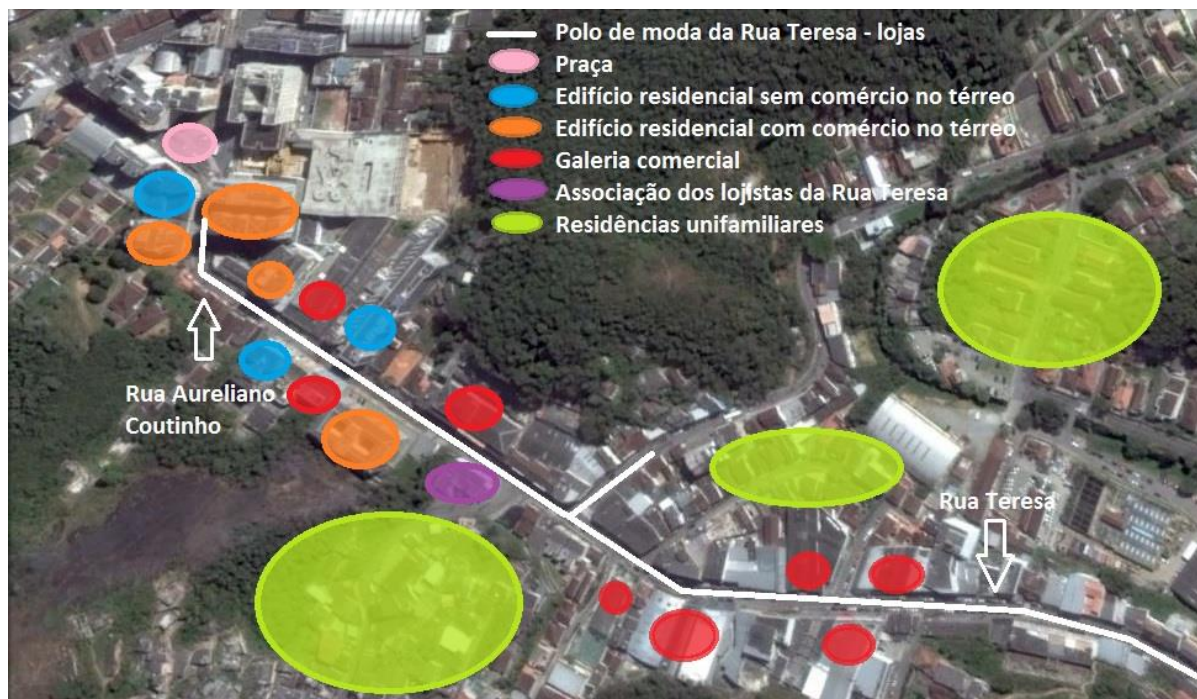 Polo de moda da Rua Teresa - lojas
Praça
Edifício residencial sem comércio no térreo
Edifício residencial com comércio no térreo
Galeria comercial
Associação dos lojistas da Rua Teresa
Residências unifamiliares
Rua Aureliano
Coutinho
Rua Teresa